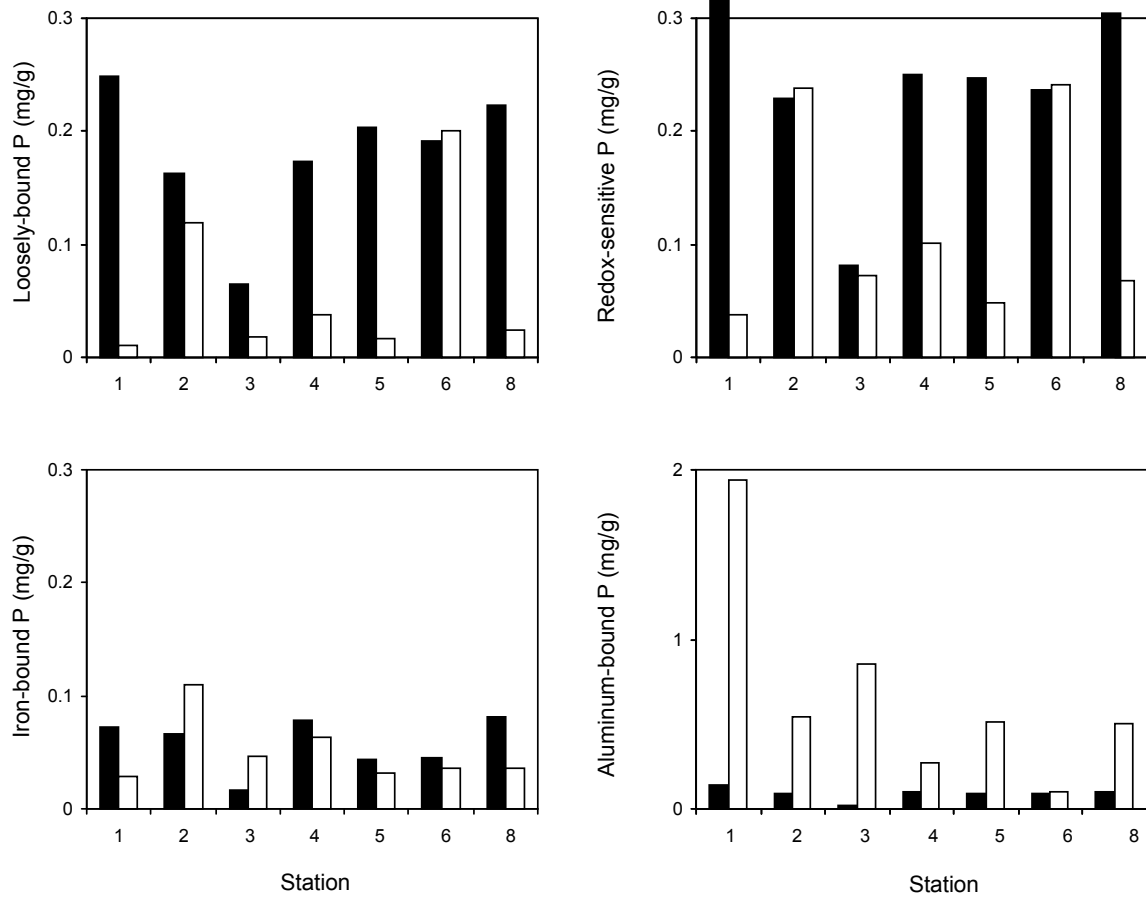 Loosely-bound P (mg/g)
0.3
0.2
0.1
0
1 2 3 4 5 6 8
Redox-sensitive P (mg/g)
0.3
0.2
0.1
0
1 2 3 4 5 6 8
Iron-bound P (mg/g)
0.3
0.2
0.1
0
1 2 3 4 5 6 8
Station
Aluminum-bound P (mg/g)
2
1
0
1 2 3 4 5 6 8
Station